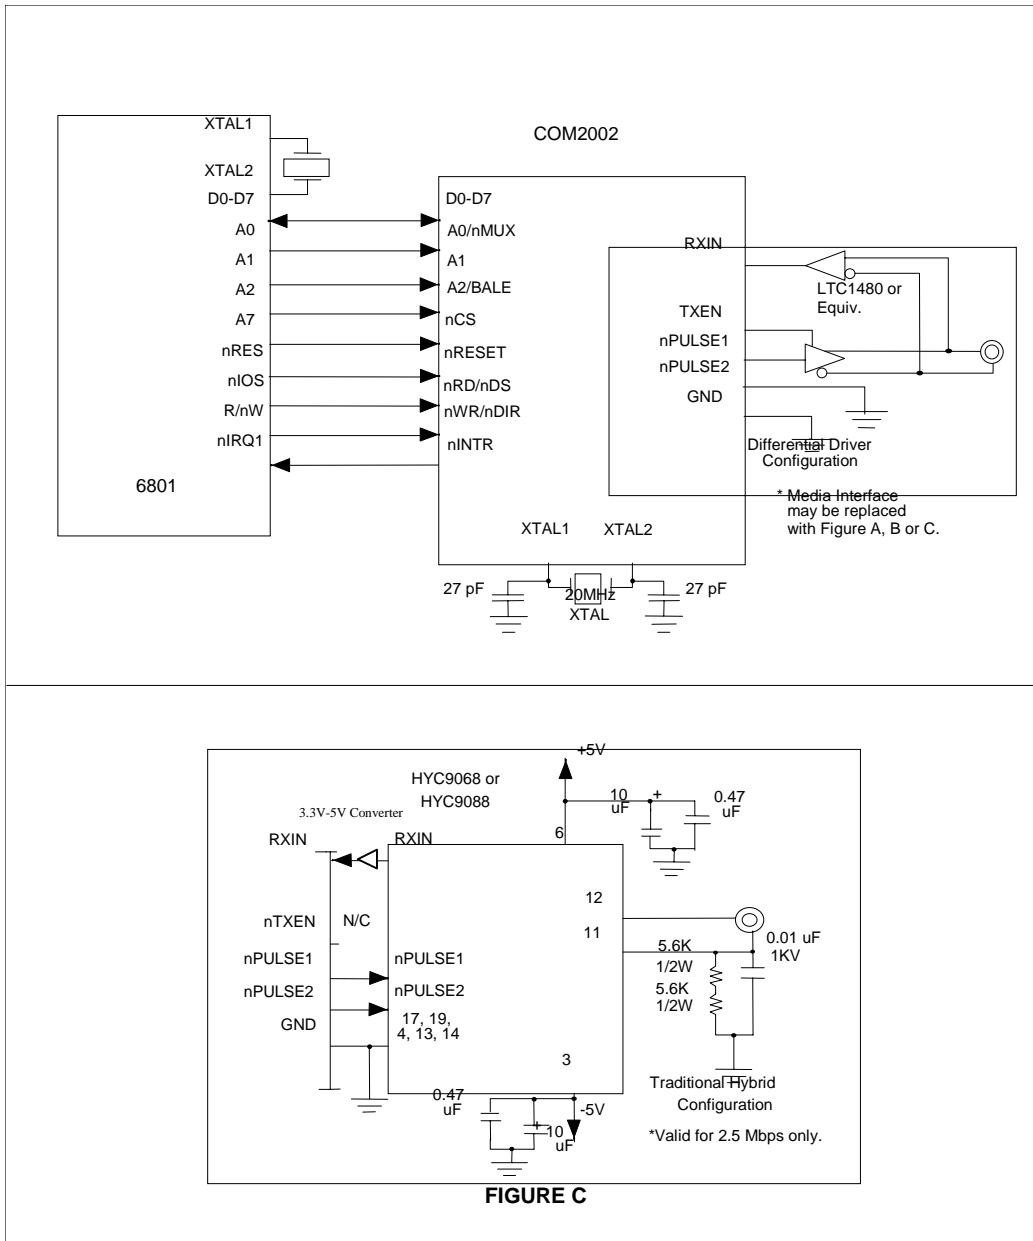 COM2002
XTAL1
XTAL2
D0-D7
A0
A1
A2
A7
nRES
nIOS
R/nW
nIRQ1
6801
D0-D7
A0/nMUX
A1
A2/BALE
nCS
nRESET
nRD/nDS
nWR/nDIR
nINTR
RXIN
TXEN
nPULSE1
nPULSE2
GND
LTC1480 or
Equiv.
Differential Driver
Configuration
* Media Interface
may be replaced
with Figure A, B or C.
XTAL1
XTAL2
27 pF
20MHz
XTAL
27 pF
+5V
HYC9068 or
HYC9088
10
uF
+
0.47
uF
3.3V-5V Converter
RXIN
RXIN
6
nTXEN
N/C
12
11
nPULSE1
nPULSE1
nPULSE2
nPULSE2
GND
17, 19,
4, 13, 14
5.6K
1/2W
5.6K
1/2W
0.01 uF
1KV
3
0.47
uF
+
10
uF
-5V
Traditional Hybrid
Configuration
*Valid for 2.5 Mbps only.
FIGURE C